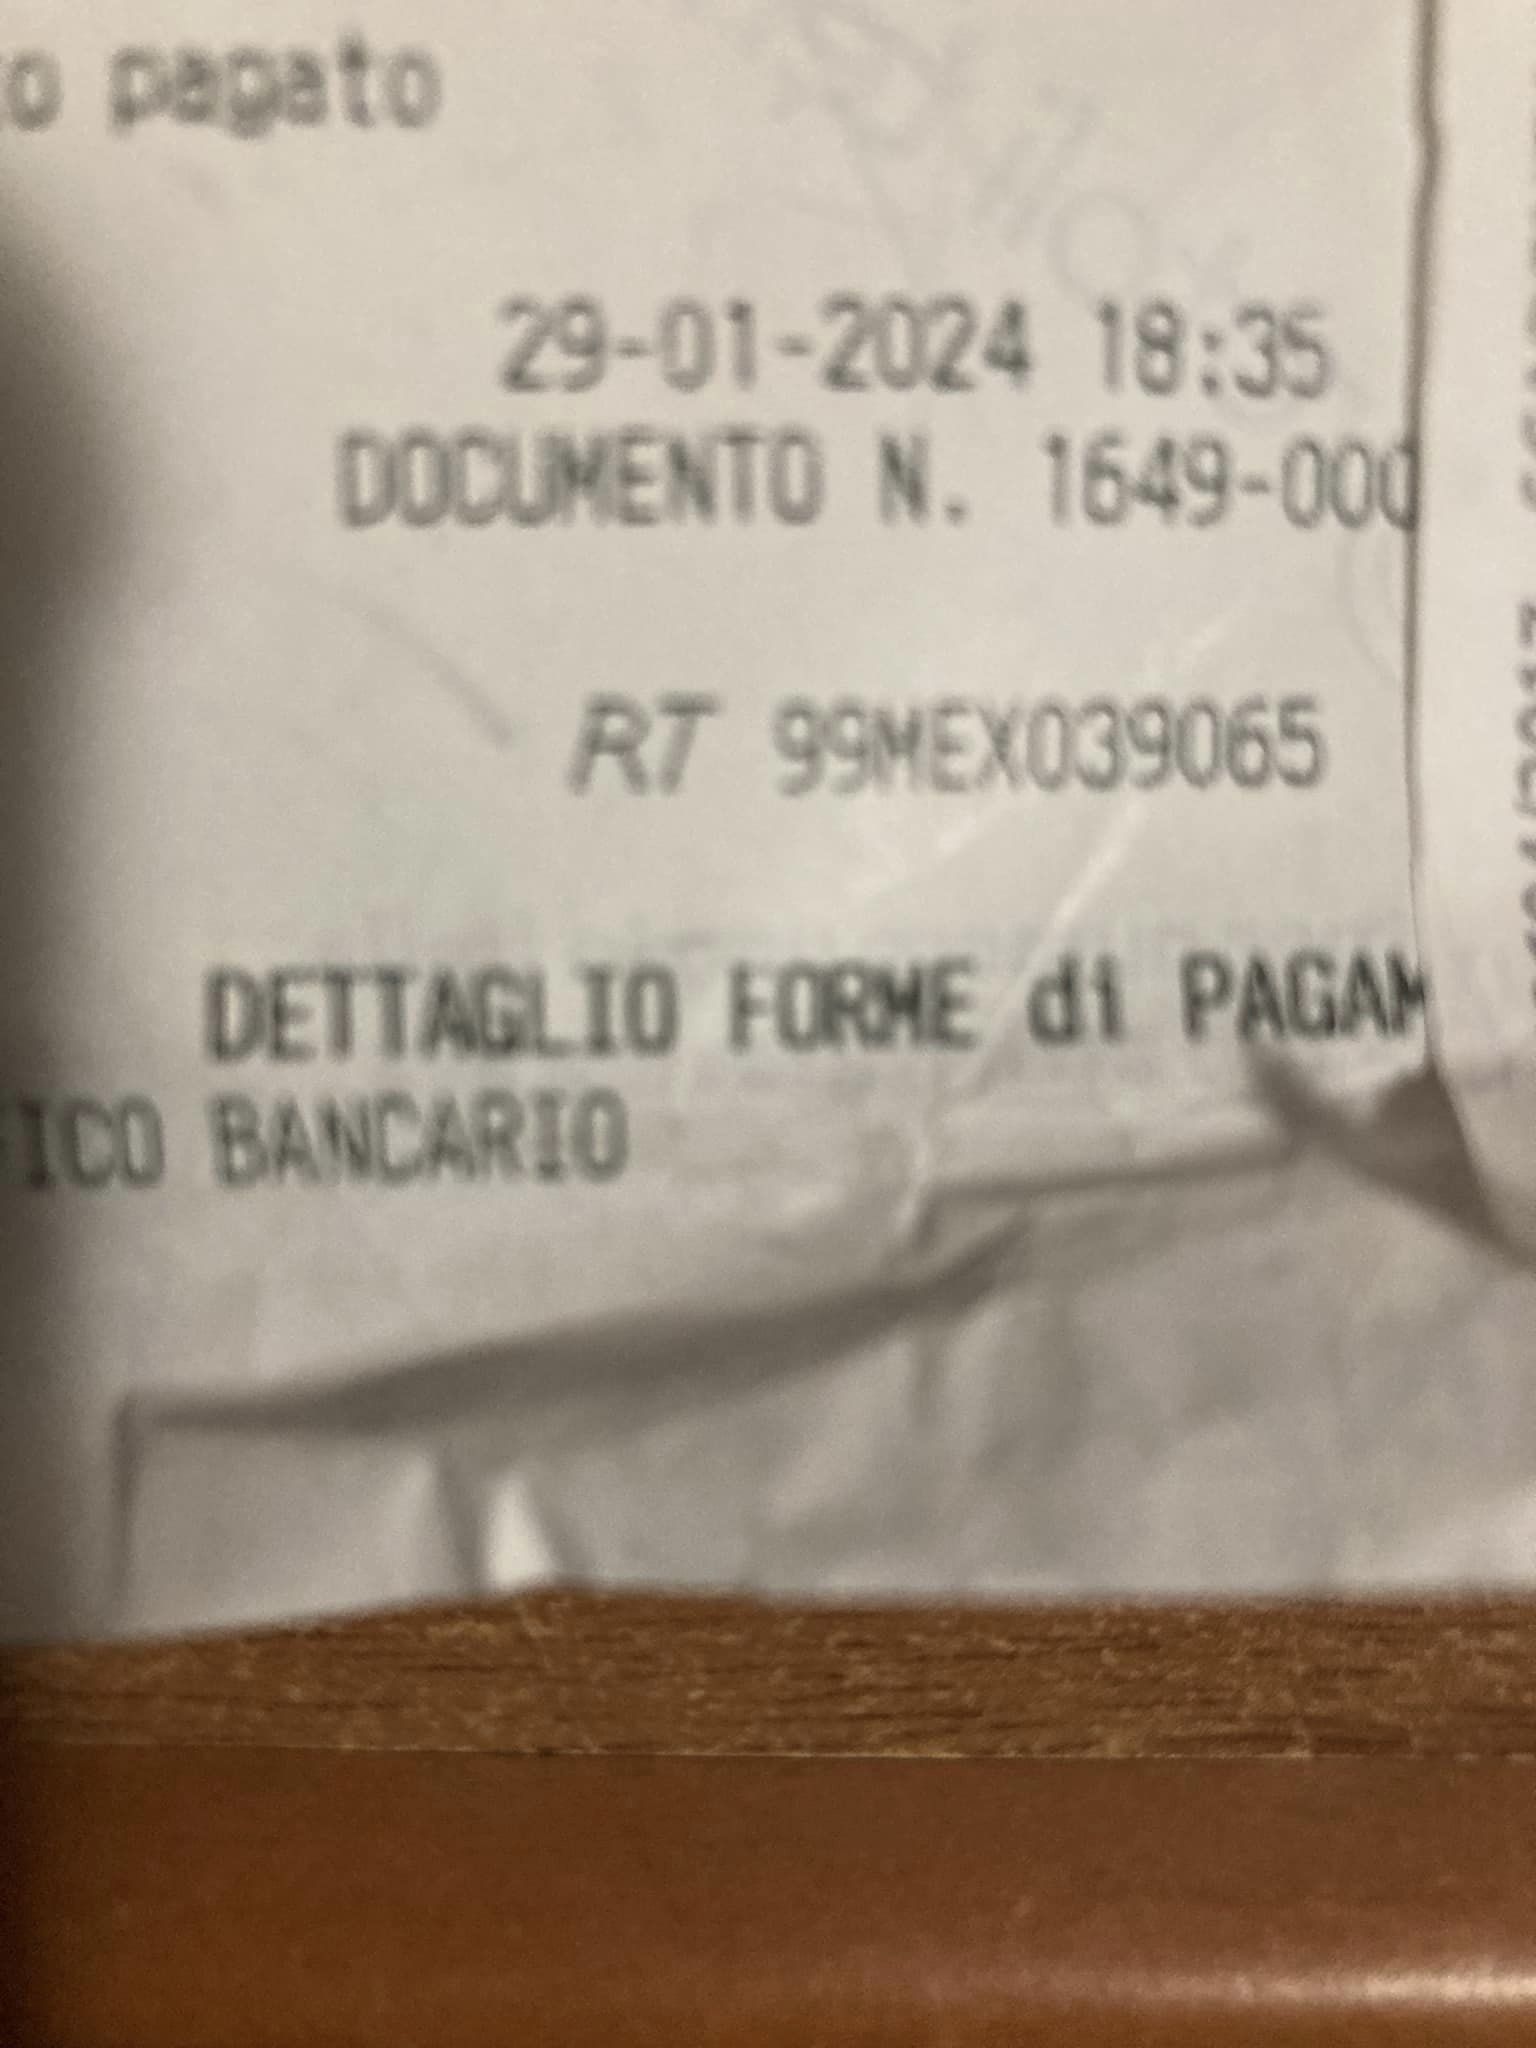 o pagato
29-01-2024 18:35
DOCUMENTO N. 1649-000
RT 99MEX039065
DETTAGLIO FORME di PAGAM
ICO BANCARIO